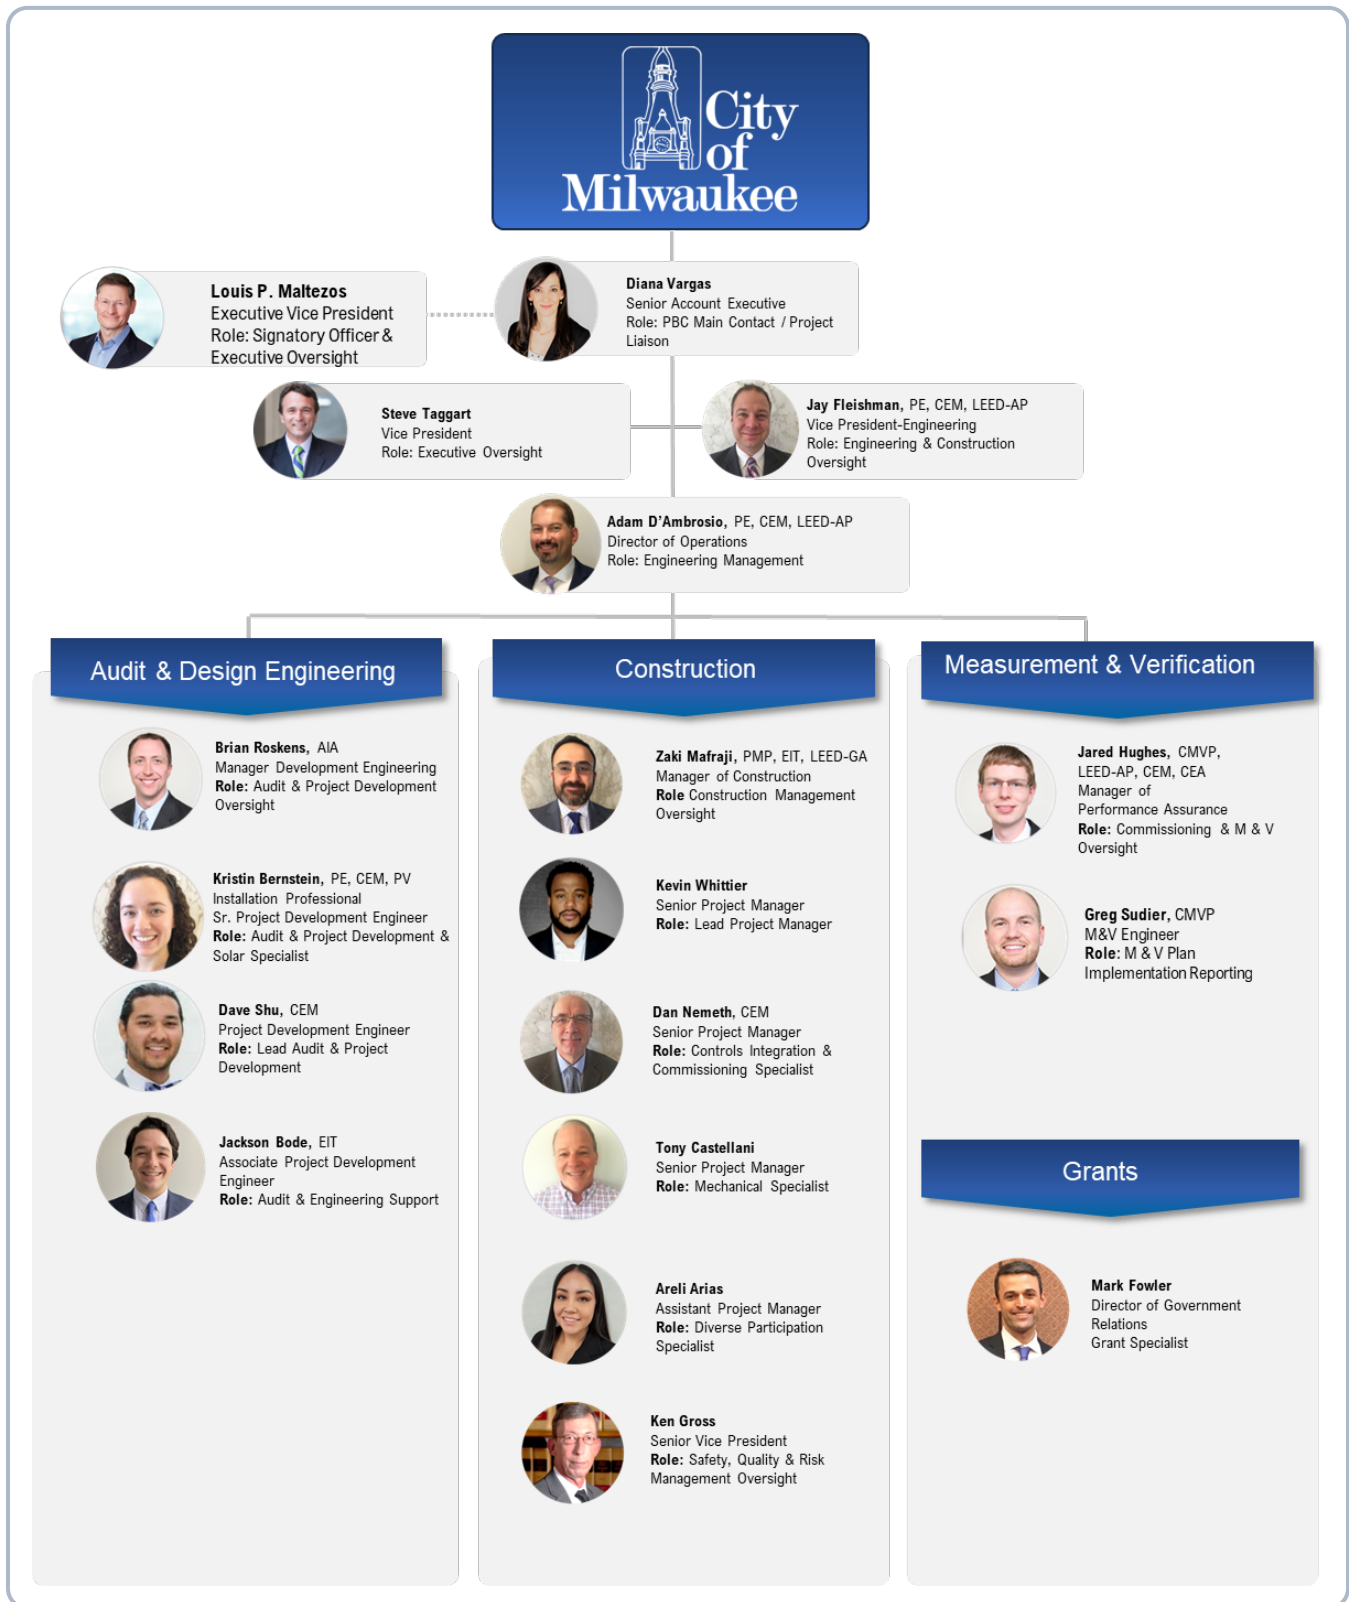 City
of
Milwaukee
Louis P. Maltezos
Executive Vice President
Role: Signatory Officer &
Executive Oversight
Diana Vargas
Senior Account Executive
Role: PBC Main Contact / Project
Liaison
Steve Taggart
Vice President
Role: Executive Oversight
Jay Fleishman, PE, CEM, LEED-AP
Vice President-Engineering
Role: Engineering & Construction
Oversight
Adam D’Ambrosio, PE, CEM, LEED-AP
Director of Operations
Role: Engineering Management
Audit & Design Engineering
Brian Roskens, AIA
Manager Development Engineering
Role: Audit & Project Development
Oversight
Kristin Bernstein, PE, CEM, PV
Installation Professional
Sr. Project Development Engineer
Role: Audit & Project Development &
Solar Specialist
Dave Shu, CEM
Project Development Engineer
Role: Lead Audit & Project
Development
Jackson Bode, EIT
Associate Project Development
Engineer
Role: Audit & Engineering Support
Construction
Zaki Mafraji, PMP, EIT, LEED-GA
Manager of Construction
Role Construction Management
Oversight
Kevin Whittier
Senior Project Manager
Role: Lead Project Manager
Dan Nemeth, CEM
Senior Project Manager
Role: Controls Integration &
Commissioning Specialist
Tony Castellani
Senior Project Manager
Role: Mechanical Specialist
Areli Arias
Assistant Project Manager
Role: Diverse Participation
Specialist
Ken Gross
Senior Vice President
Role: Safety, Quality & Risk
Management Oversight
Measurement & Verification
Jared Hughes, CMVP,
LEED-AP, CEM, CEA
Manager of
Performance Assurance
Role: Commissioning & M & V
Oversight
Greg Sudier, CMVP
M&V Engineer
Role: M & V Plan
Implementation Reporting
Grants
Mark Fowler
Director of Government
Relations
Grant Specialist